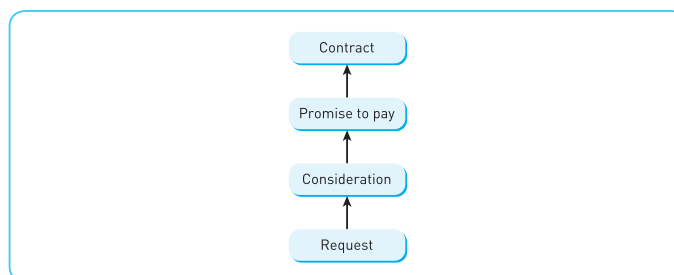 Contract
Promise to pay
Consideration
Request